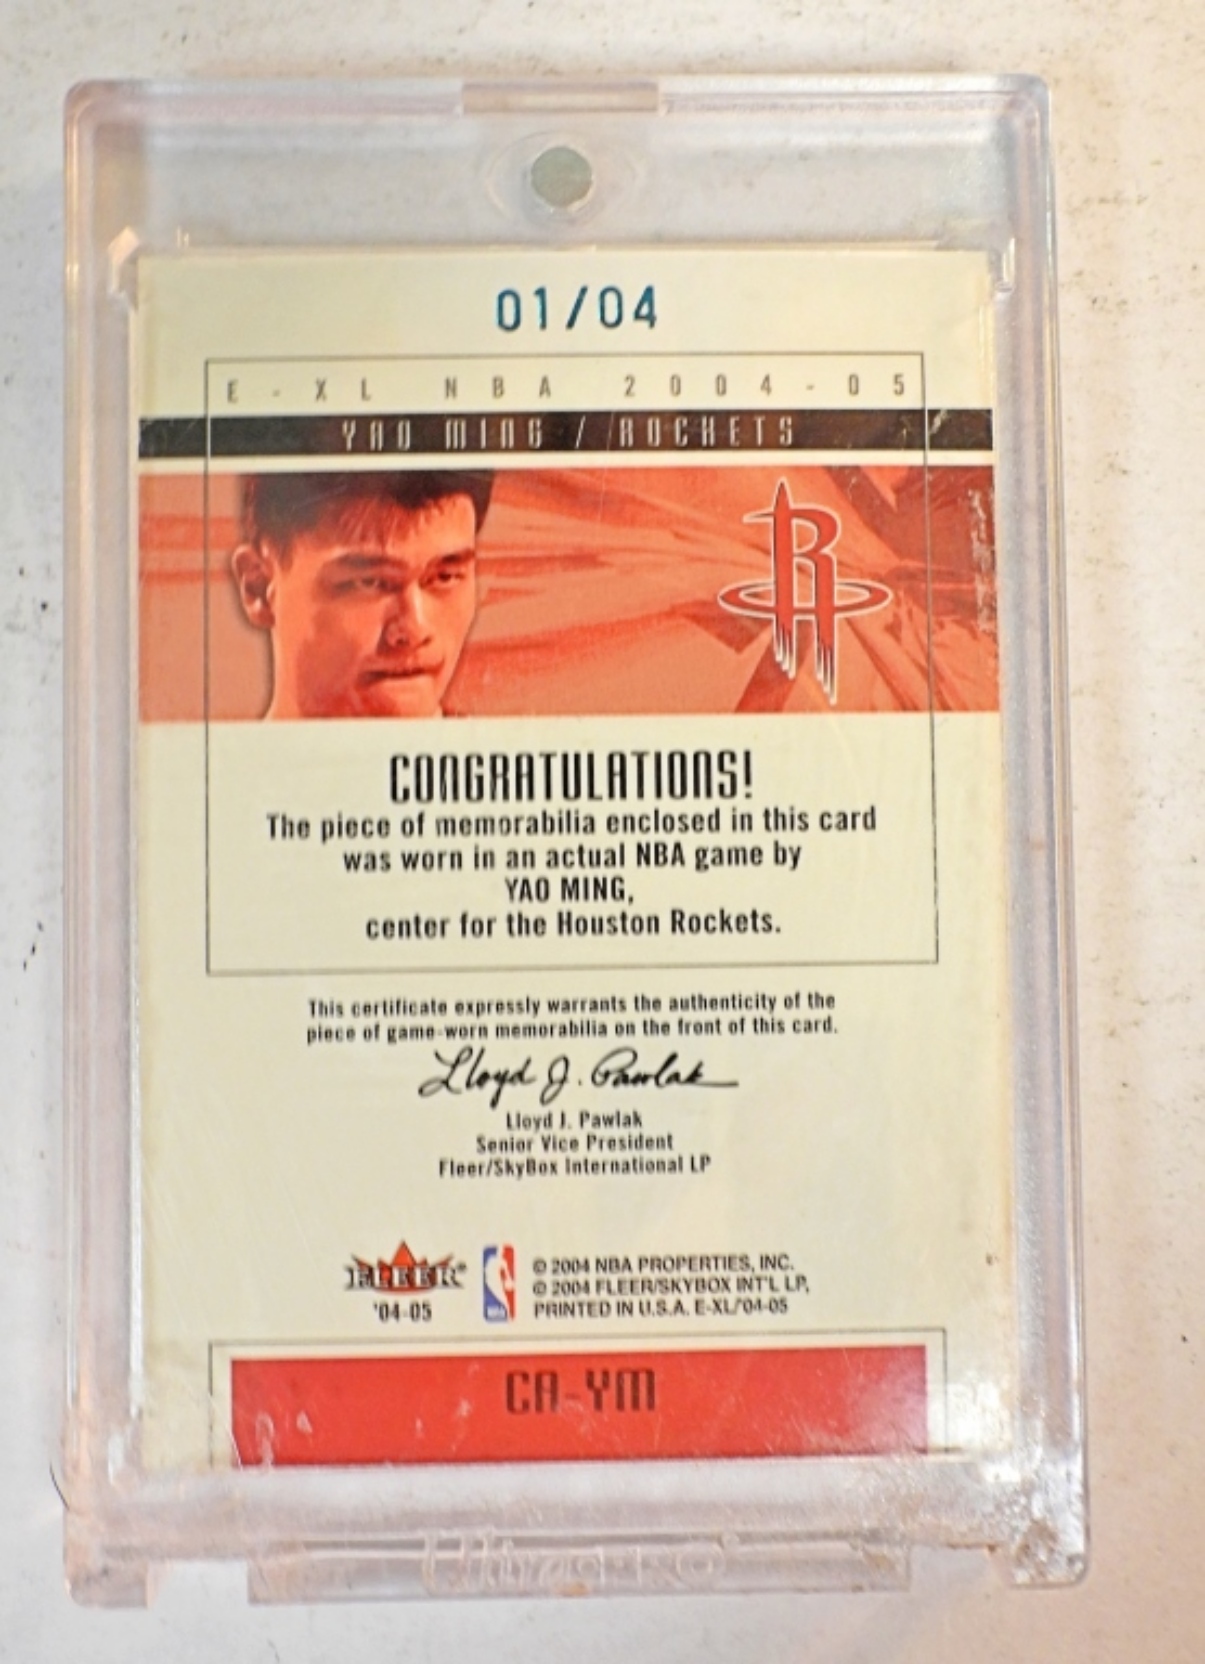 01/04
E-XL NBA 2004-05
YAO MING / ROCKETS
CONGRATULATIONS!
The piece of memorabilia enclosed in this card
was worn in an actual NBA game by
YAO MING,
center for the Houston Rockets.
This certificate expressly warrants the authenticity of the
piece of game-worn memorabilia on the front of this card.
Lloyd J. Pawlak
Lloyd J. Pawlak
Senior Vice President
Fleer/SkyBox International LP
FLEER®
'04-05
NBA
© 2004 NBA PROPERTIES, INC.
© 2004 FLEER/SKYBOX INT'L LP,
PRINTED IN U.S.A. E-XL/'04-05
CA-YM
Ultra PRO